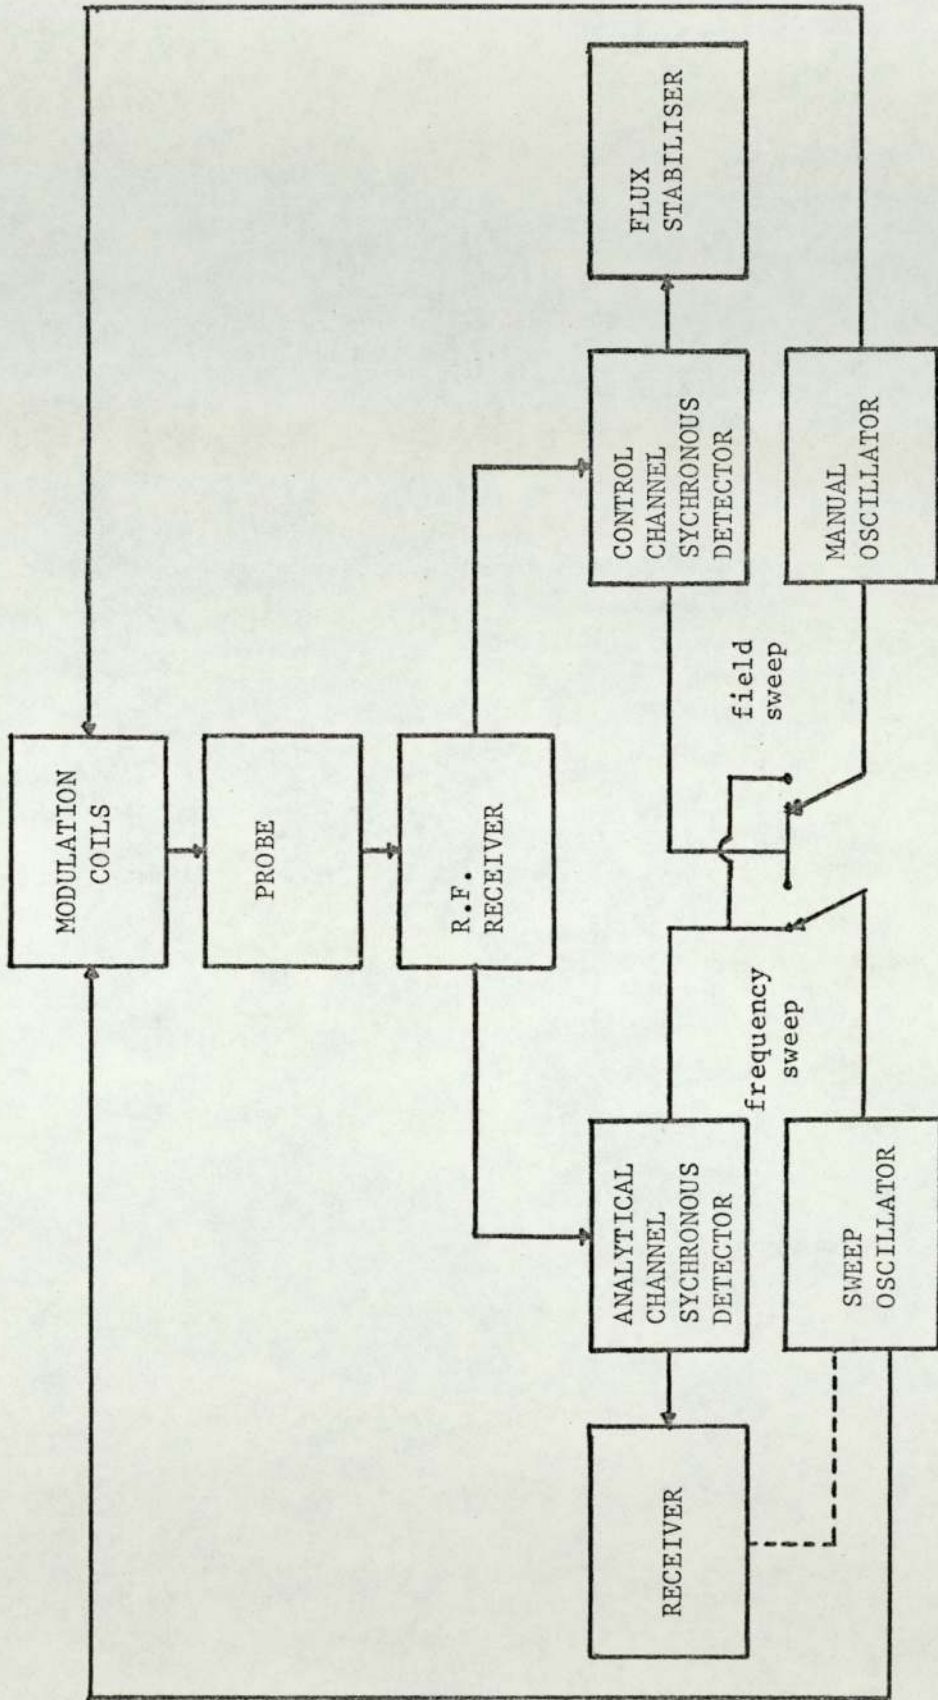 MODULATION
COILS
PROBE
R.F.
RECEIVER
ANALYTICAL
CHANNEL
SYCHRONOUS
DETECTOR
CONTROL
CHANNEL
SYCHRONOUS
DETECTOR
FLUX
STABILISER
RECEIVER
frequency
sweep
field
sweep
SWEEP
OSCILLATOR
MANUAL
OSCILLATOR